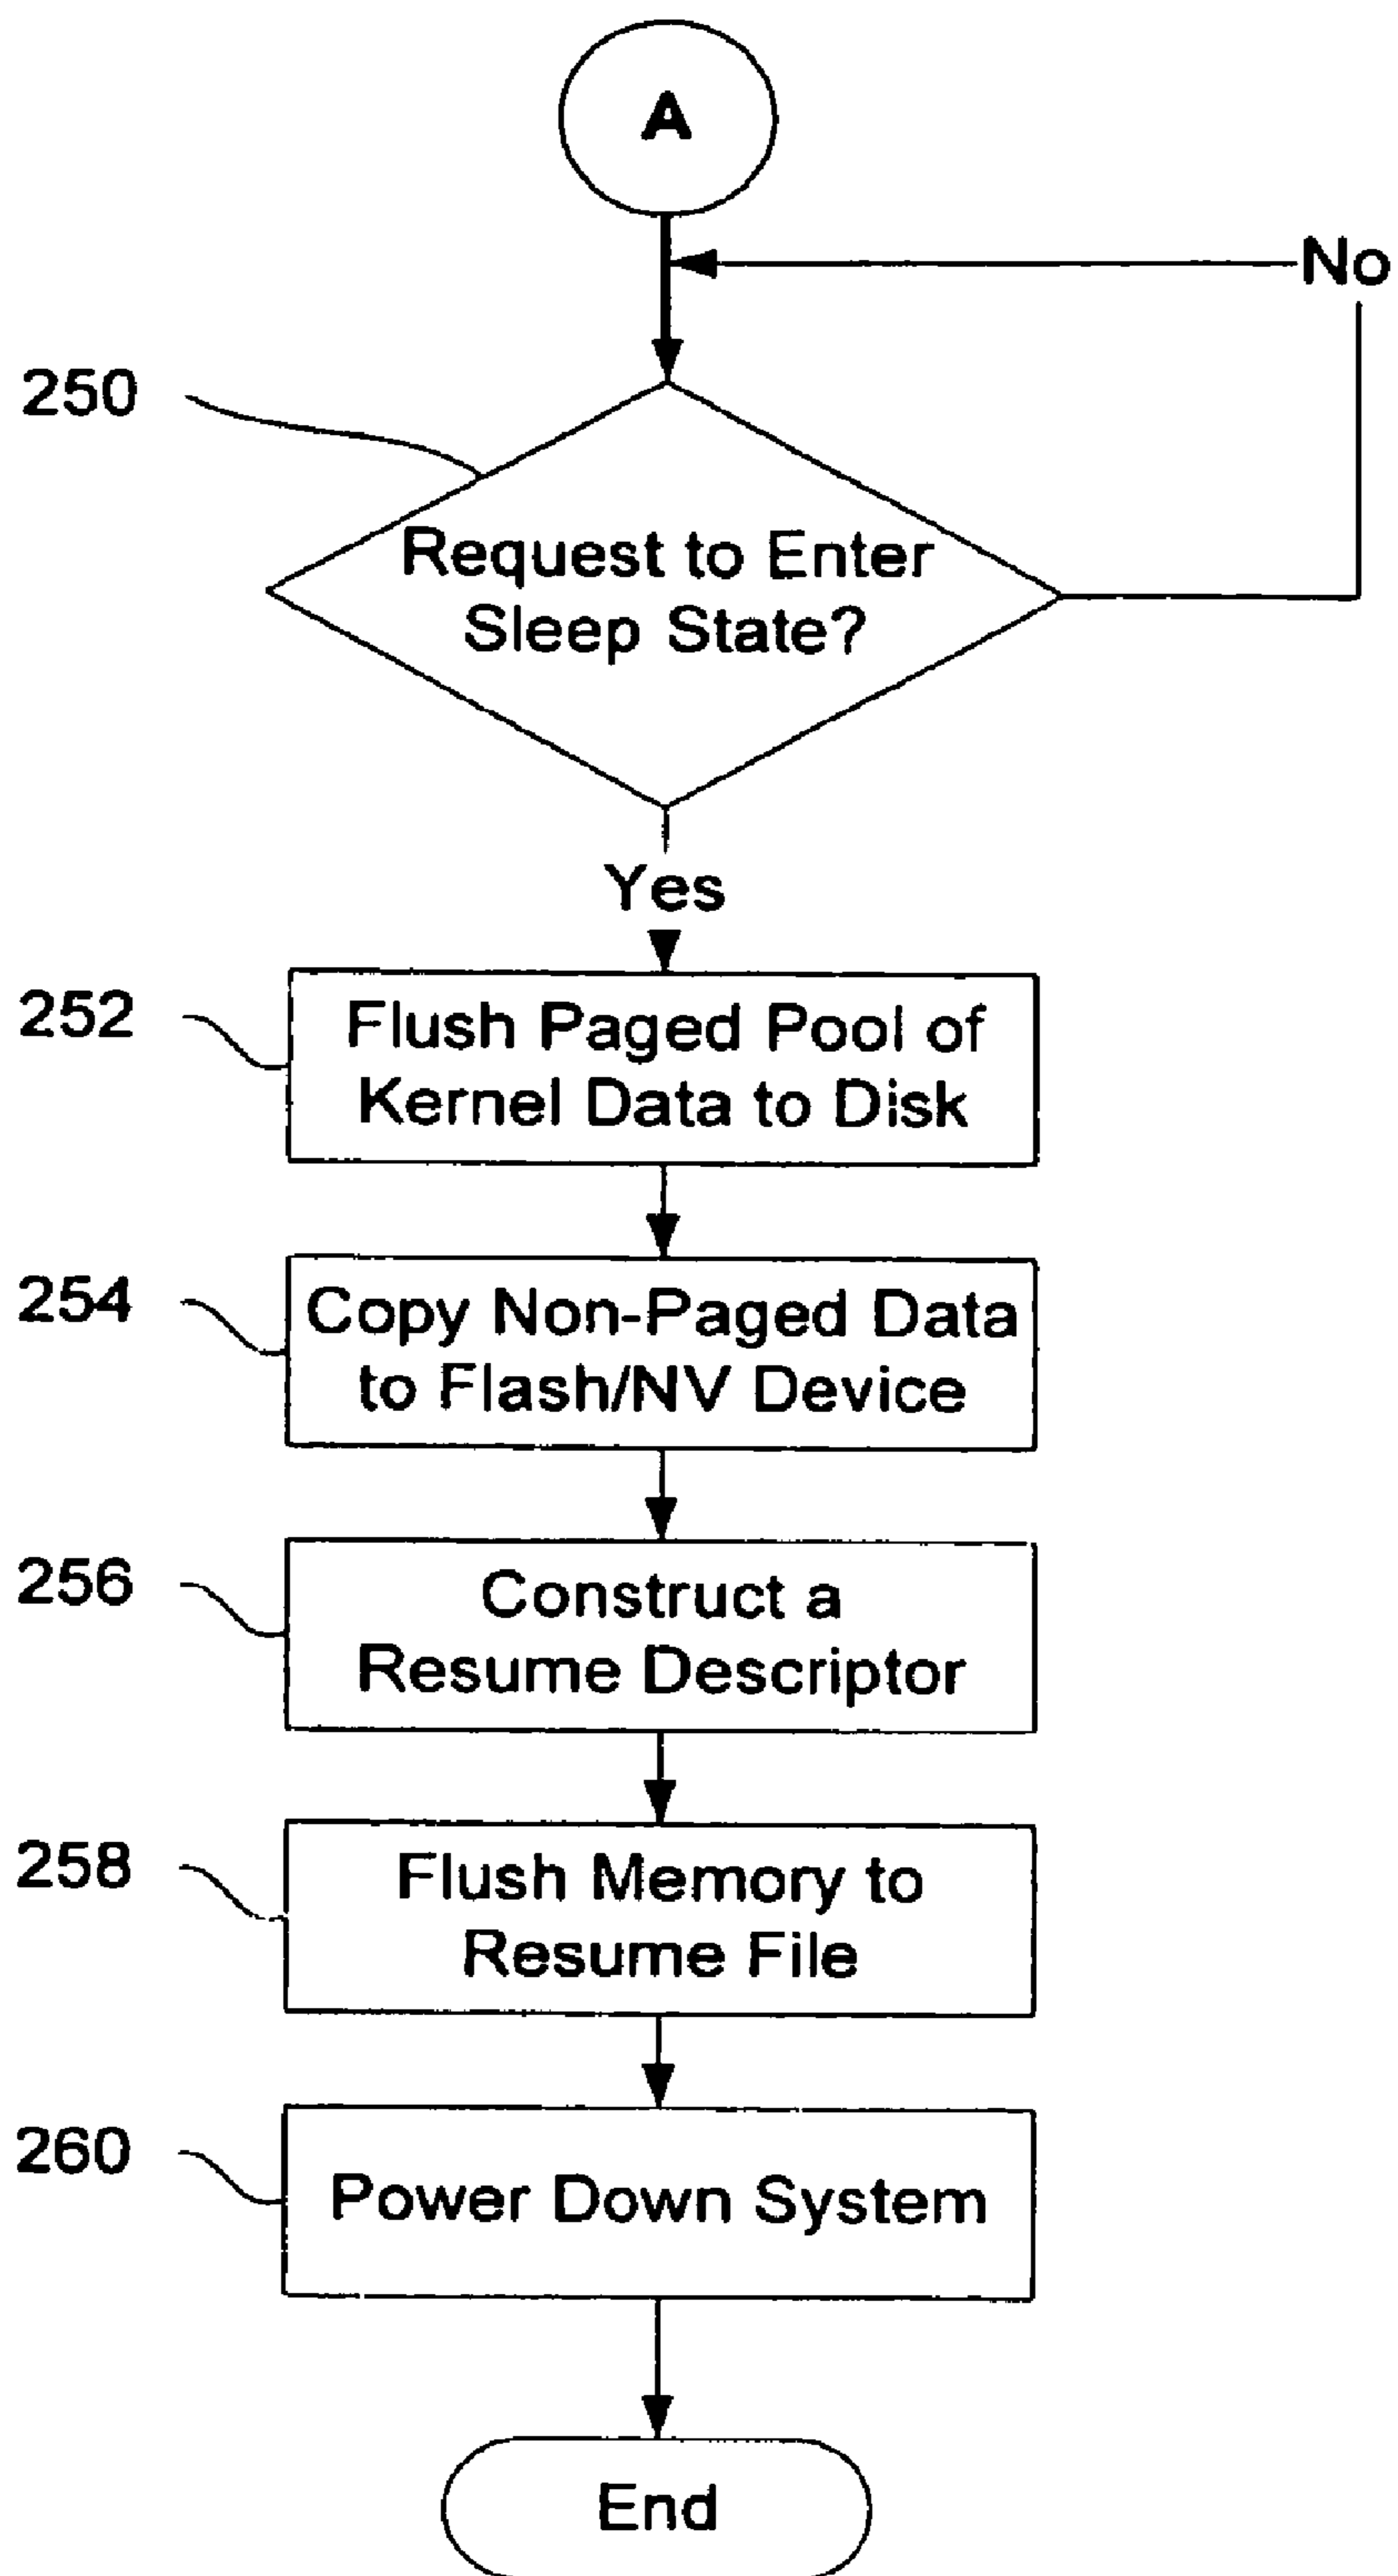 A
No
250
Request to Enter
Sleep State?
Yes
252
Flush Paged Pool of
Kernel Data to Disk
254
Copy Non-Paged Data
to Flash/NV Device
256
Construct a
Resume Descriptor
258
Flush Memory to
Resume File
260
Power Down System
End